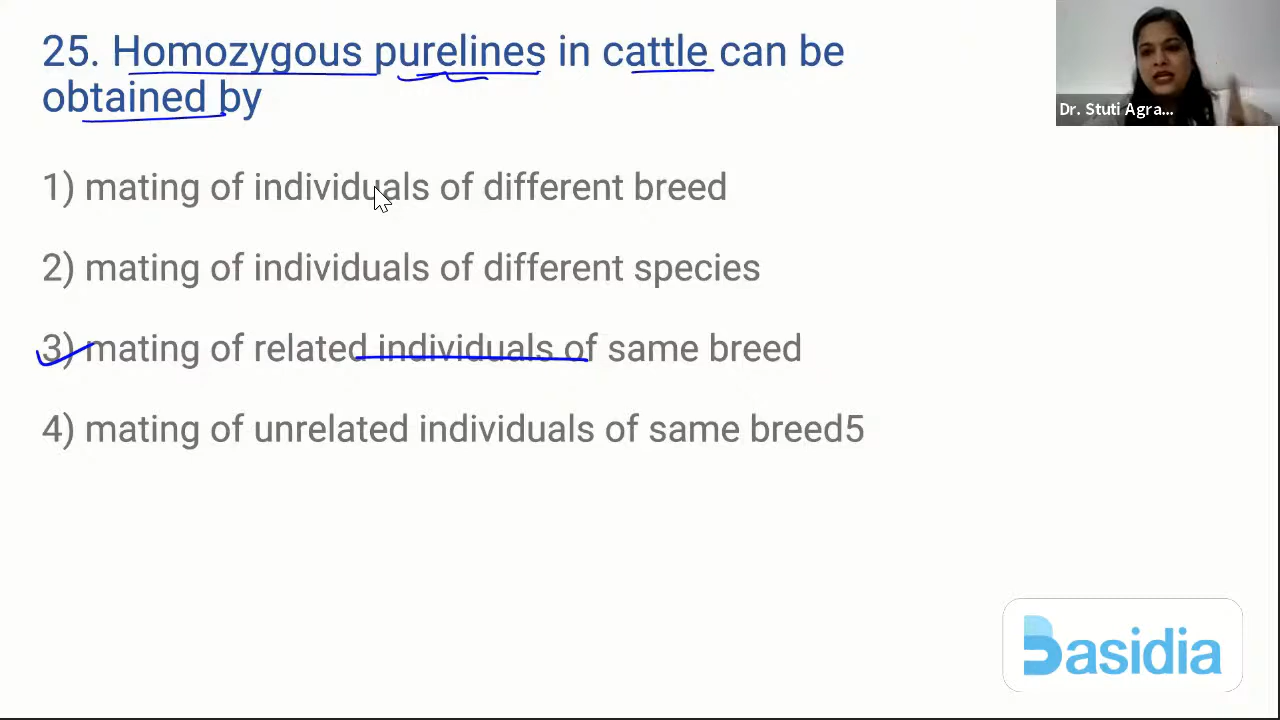 25. Homozygous purelines in cattle can be
obtained by
Dr. Stuti Agra...
1) mating of individuals of different breed
2) mating of individuals of different species
3) mating of related individuals of same breed
4) mating of unrelated individuals of same breed5
Basidia